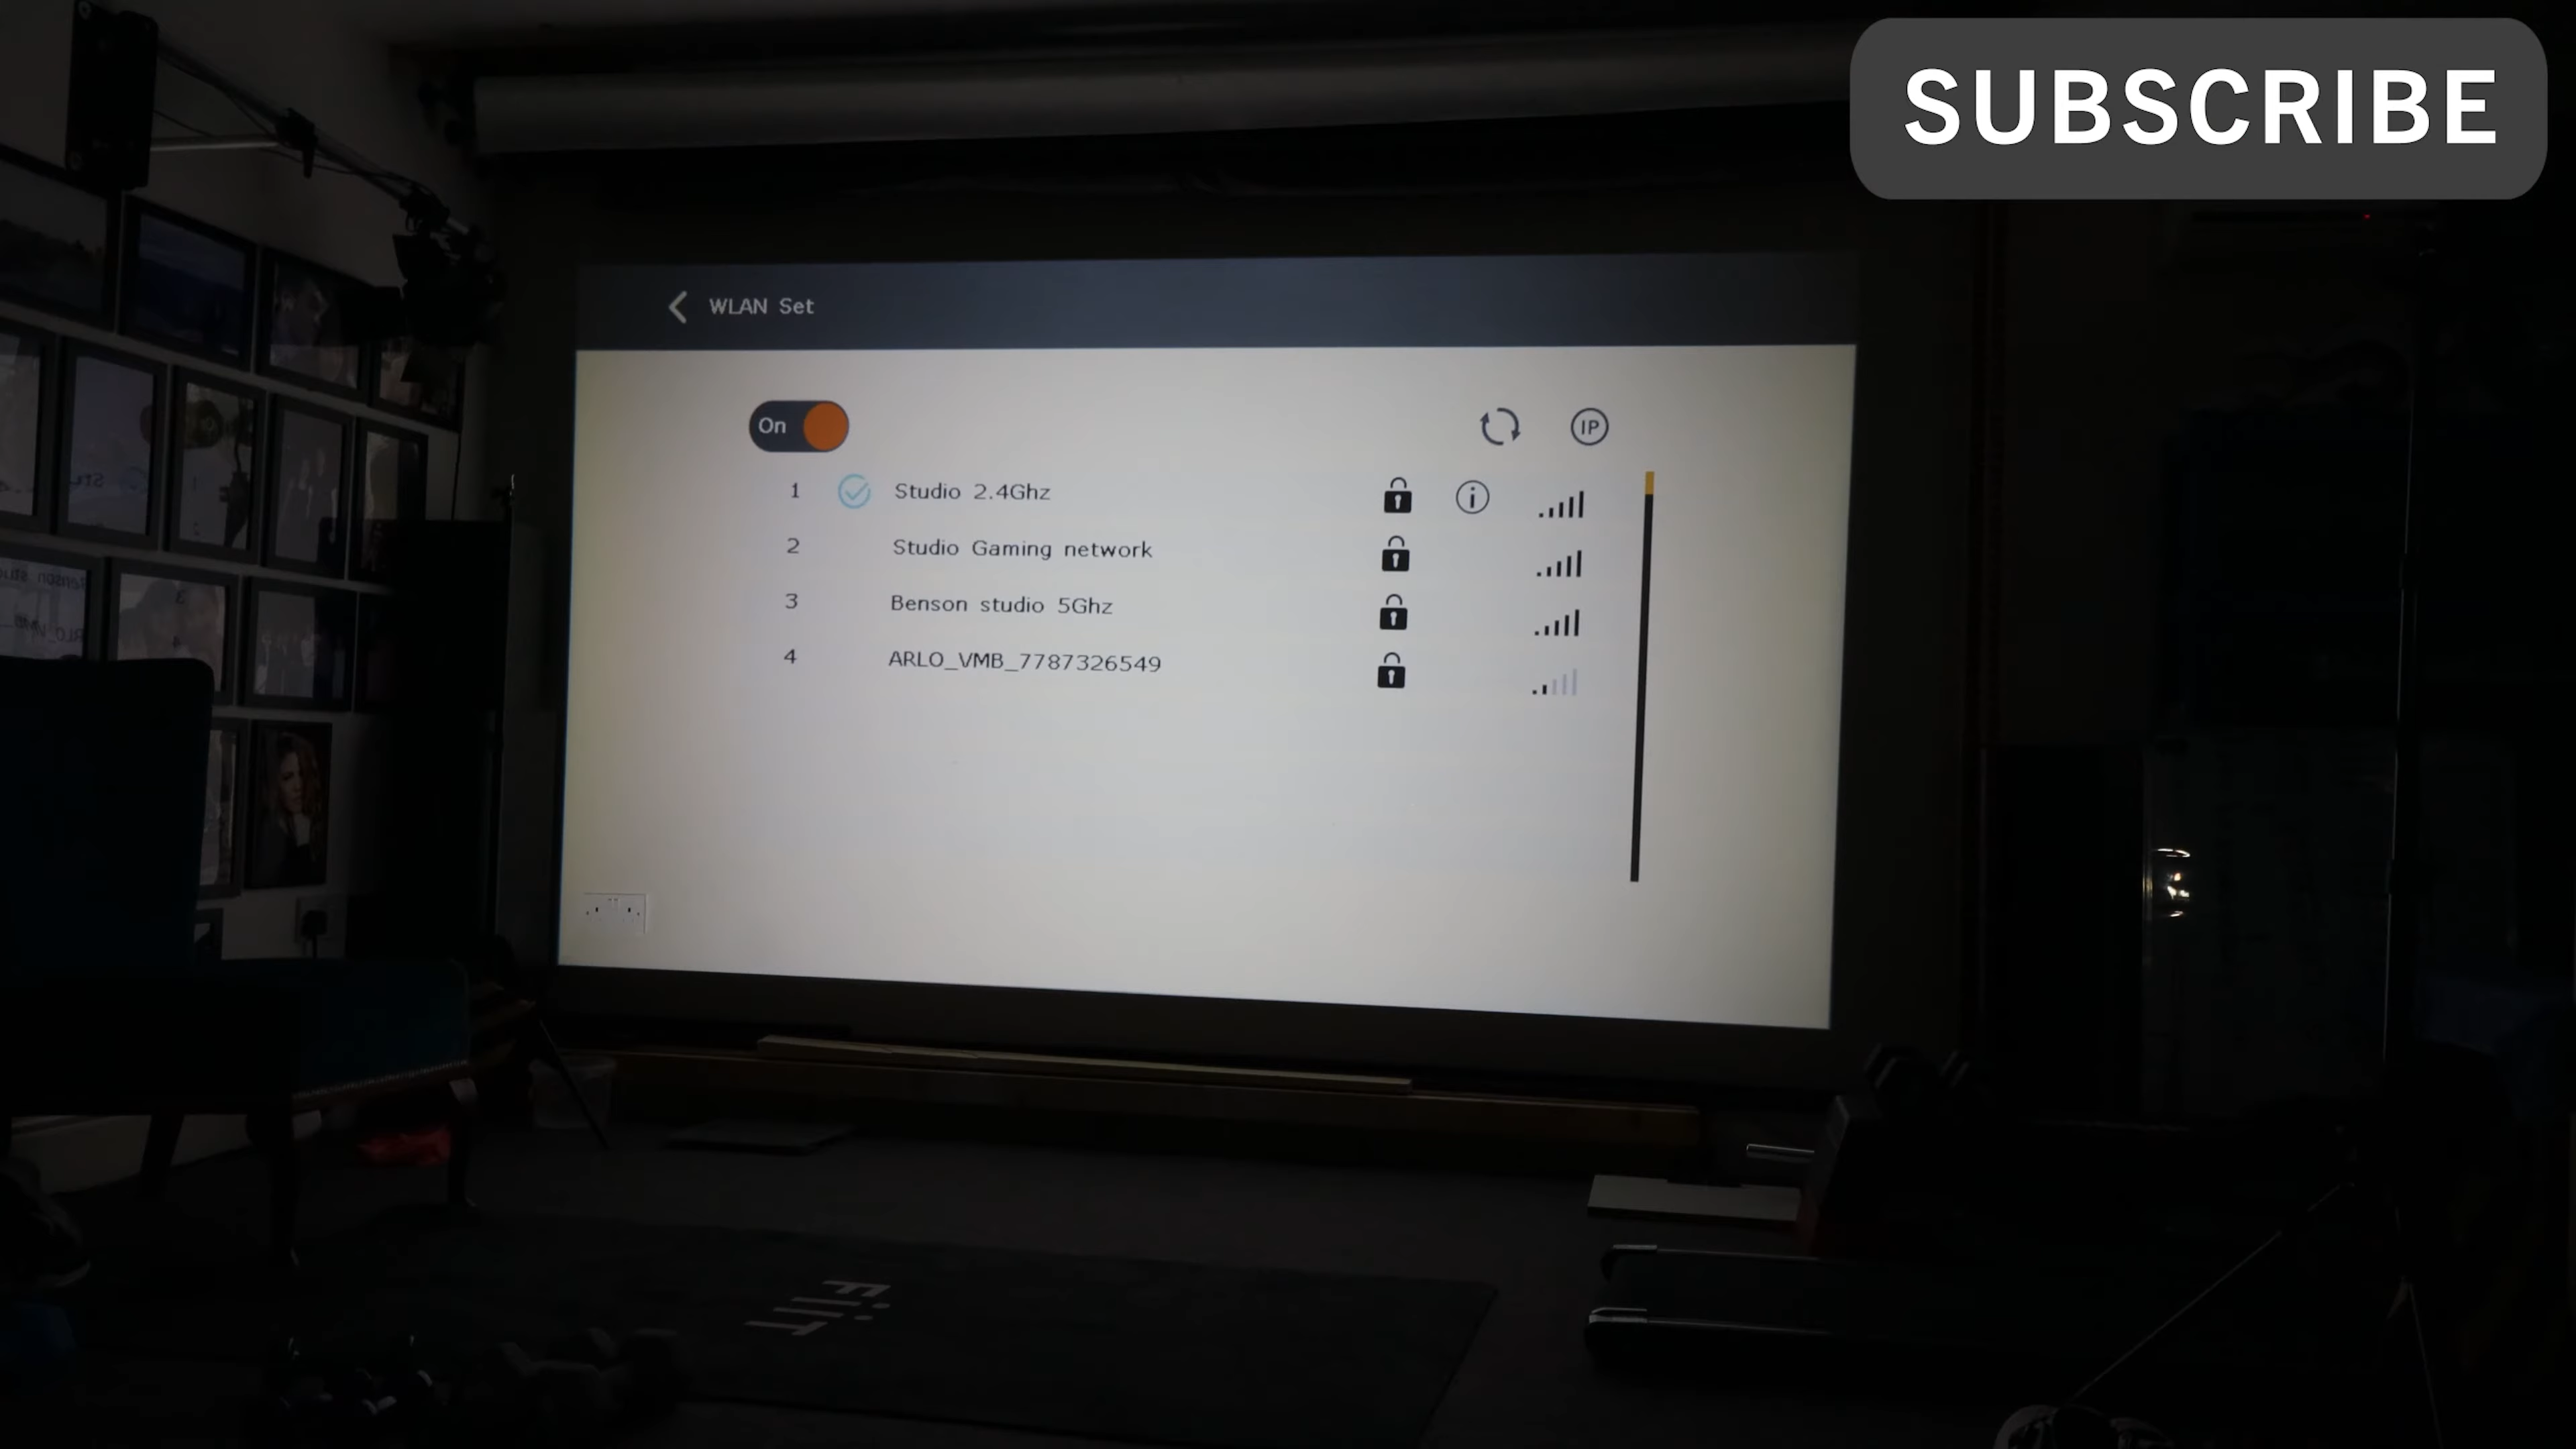 SUBSCRIBE
WLAN Set
On
IP
1 Studio 2.4Ghz
2 Studio Gaming network
3 Benson studio 5Ghz
4 ARLO_VMB_7787326549
FiiT